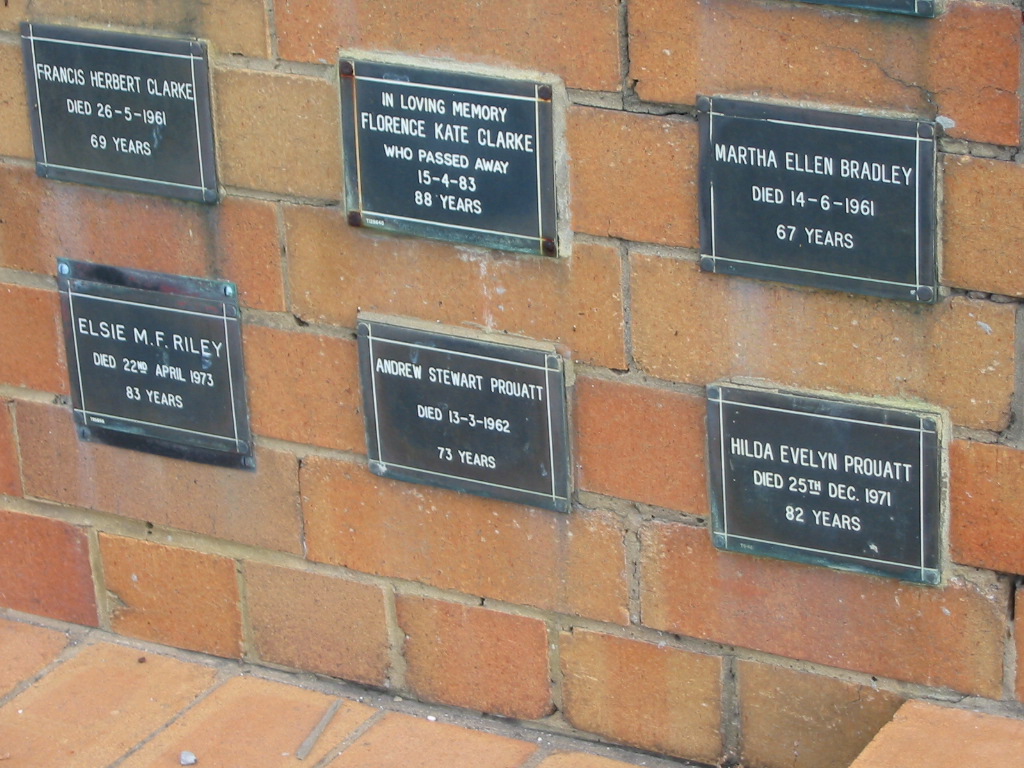 FRANCIS HERBERT CLARKE
DIED 26-5-1961
69 YEARS
IN LOVING MEMORY
FLORENCE KATE CLARKE
WHO PASSED AWAY
15-4-83
88 YEARS
MARTHA ELLEN BRADLEY
DIED 14-6-1961
67 YEARS
ELSIE M.F. RILEY
DIED 22ND APRIL 1973
83 YEARS
ANDREW STEWART PROUATT
DIED 13-3-1962
73 YEARS
HILDA EVELYN PROUATT
DIED 25TH DEC. 1971
82 YEARS